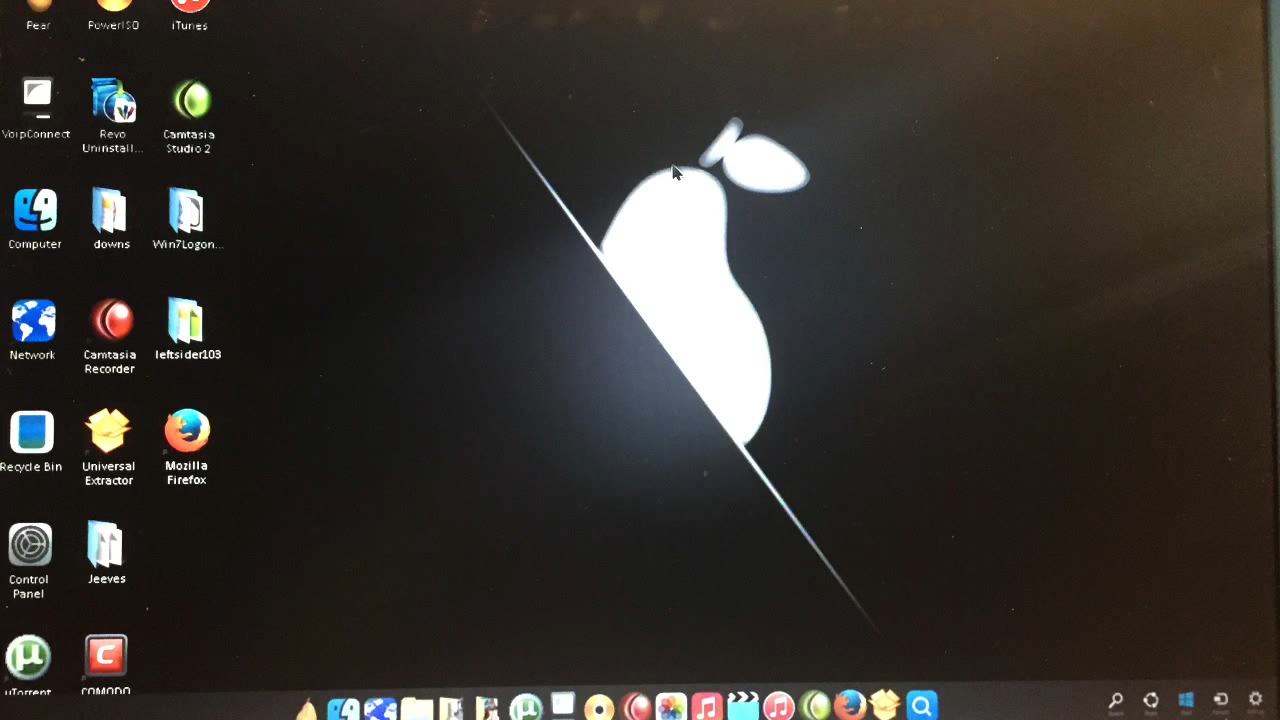 Pear
PowerISO
iTunes
VoipConnect
Revo
Uninstall...
Camtasia
Studio 2
Computer
downs
Win7Logon...
Network
Camtasia
Recorder
leftsider103
Recycle Bin
Universal
Extractor
Mozilla
Firefox
Control
Panel
Jeeves
uTorrent
COMODO